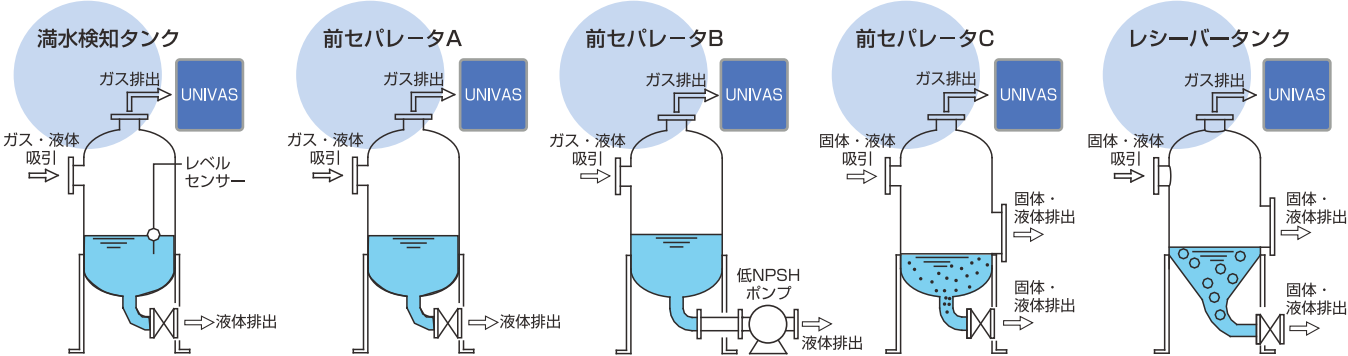 満水検知タンク
ガス排出
UNIVAS
ガス・液体
吸引
レベル
センサー
液体排出
前セパレータA
ガス排出
UNIVAS
ガス・液体
吸引
液体排出
前セパレータB
ガス排出
UNIVAS
ガス・液体
吸引
低NPSH
ポンプ
液体排出
前セパレータC
ガス排出
UNIVAS
固体・液体
吸引
固体・
液体排出
固体・
液体排出
レシーバータンク
ガス排出
UNIVAS
固体・液体
吸引
固体・
液体排出
固体・
液体排出